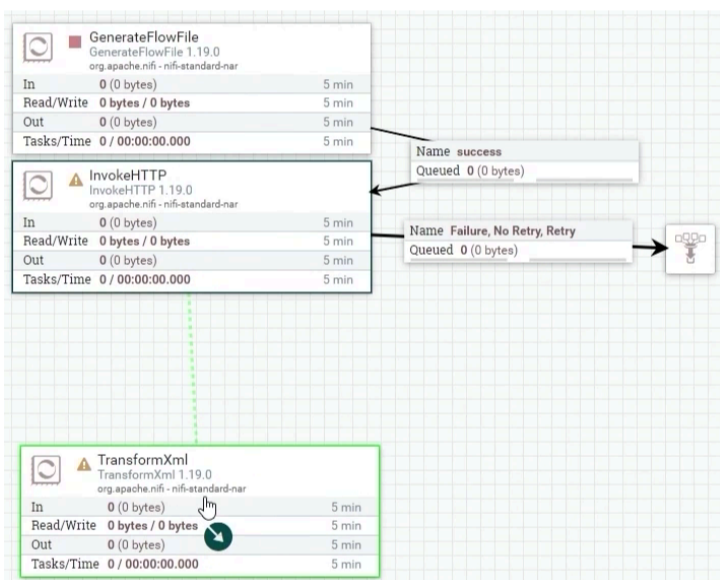 GenerateFlowFile
GenerateFlowFile 1.19.0
org.apache.nifi - nifi-standard-nar
In 0 (0 bytes) 5 min
Read/Write 0 bytes / 0 bytes 5 min
Out 0 (0 bytes) 5 min
Tasks/Time 0 / 00:00:00.000 5 min
Name success
Queued 0 (0 bytes)
InvokeHTTP
InvokeHTTP 1.19.0
org.apache.nifi - nifi-standard-nar
In 0 (0 bytes) 5 min
Read/Write 0 bytes / 0 bytes 5 min
Out 0 (0 bytes) 5 min
Tasks/Time 0 / 00:00:00.000 5 min
Name Failure, No Retry, Retry
Queued 0 (0 bytes)
TransformXml
TransformXml 1.19.0
org.apache.nifi - nifi-standard-nar
In 0 (0 bytes) 5 min
Read/Write 0 bytes / 0 bytes 5 min
Out 0 (0 bytes) 5 min
Tasks/Time 0 / 00:00:00.000 5 min